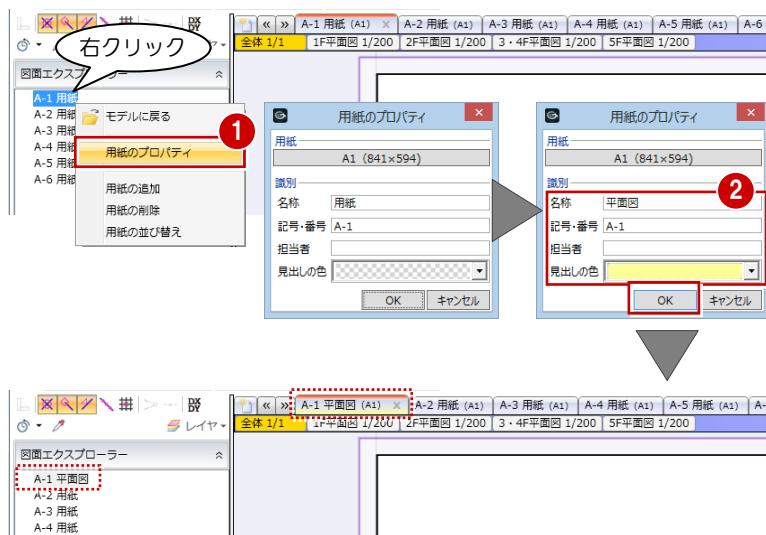 A-1 用紙 (A1) × A-2 用紙 (A1) A-3 用紙 (A1) A-4 用紙 (A1) A-5 用紙 (A1) A-6
全体 1/1 1F平面図 1/200 2F平面図 1/200 3・4F平面図 1/200 5F平面図 1/200
右クリック
図面エクスプローラー
A-1 用紙
A-2 用紙
A-3 用紙
A-4 用紙
A-5 用紙
A-6 用紙
モデルに戻る
1
用紙のプロパティ
用紙の追加
用紙の削除
用紙の並び替え
用紙のプロパティ ×
用紙
A1 (841×594)
識別
名称 用紙
記号・番号 A-1
担当者
見出しの色
OK キャンセル
用紙のプロパティ ×
用紙
A1 (841×594)
識別
2
名称 平面図
記号・番号 A-1
担当者
見出しの色
OK キャンセル
A-1 平面図 (A1) × A-2 用紙 (A1) A-3 用紙 (A1) A-4 用紙 (A1) A-5 用紙 (A1) A-
レイヤ
全体 1/1 1F平面図 1/200 2F平面図 1/200 3・4F平面図 1/200 5F平面図 1/200
図面エクスプローラー
A-1 平面図
A-2 用紙
A-3 用紙
A-4 用紙